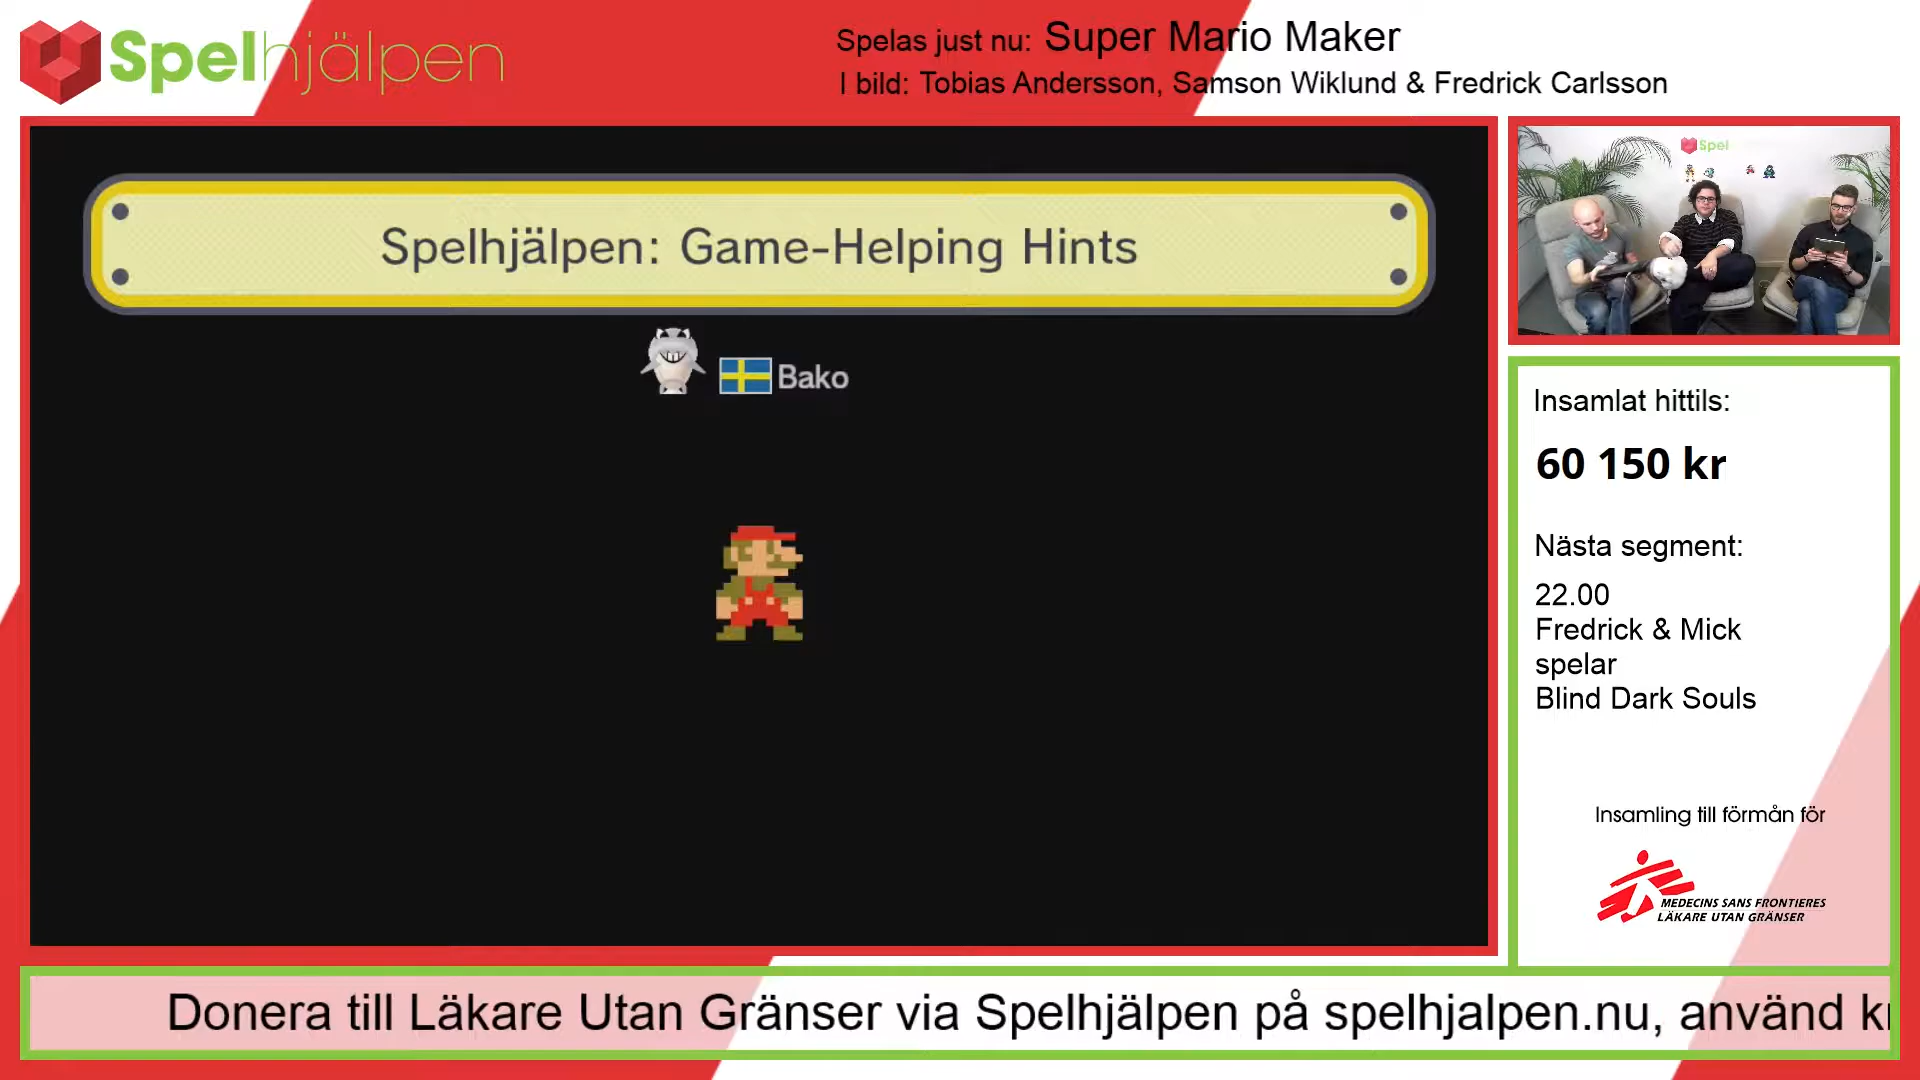 Spelhjälpen
Spelas just nu: Super Mario Maker
I bild: Tobias Andersson, Samson Wiklund & Fredrick Carlsson
Spelhjälpen: Game-Helping Hints
Bako
Spel
Insamlat hittils:
60 150 kr
Nästa segment:
22.00
Fredrick & Mick
spelar
Blind Dark Souls
Insamling till förmån för
MEDECINS SANS FRONTIERES
LÄKARE UTAN GRÄNSER
Donera till Läkare Utan Gränser via Spelhjälpen på spelhjalpen.nu, använd